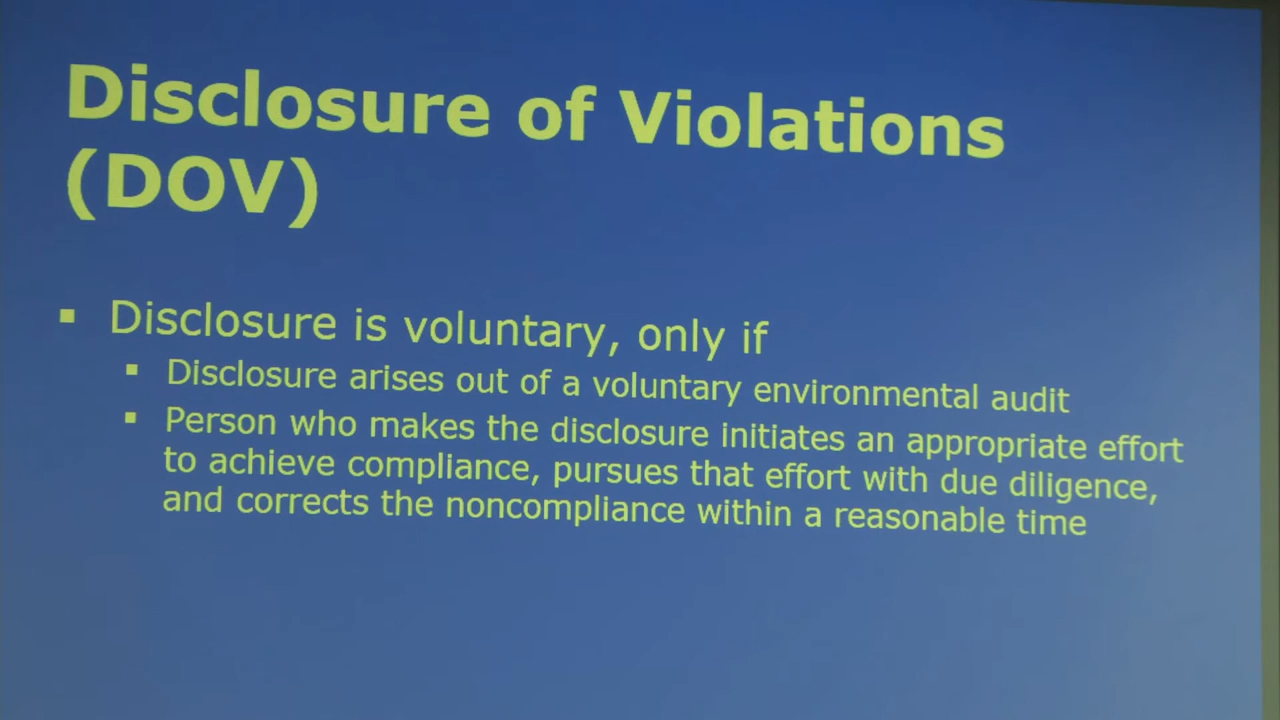 Disclosure of Violations
(DOV)
▪ Disclosure is voluntary, only if
▪ Disclosure arises out of a voluntary environmental audit
▪ Person who makes the disclosure initiates an appropriate effort
to achieve compliance, pursues that effort with due diligence,
and corrects the noncompliance within a reasonable time